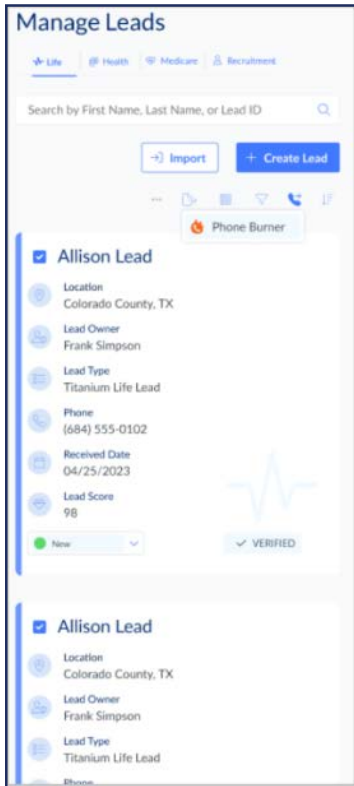 Manage Leads
Life Health Medicare Recruitment
Search by First Name, Last Name, or Lead ID
Import + Create Lead
Phone Burner
Allison Lead
Location
Colorado County, TX
Lead Owner
Frank Simpson
Lead Type
Titanium Life Lead
Phone
(684) 555-0102
Received Date
04/25/2023
Lead Score
98
New VERIFIED
Allison Lead
Location
Colorado County, TX
Lead Owner
Frank Simpson
Lead Type
Titanium Life Lead
Phone